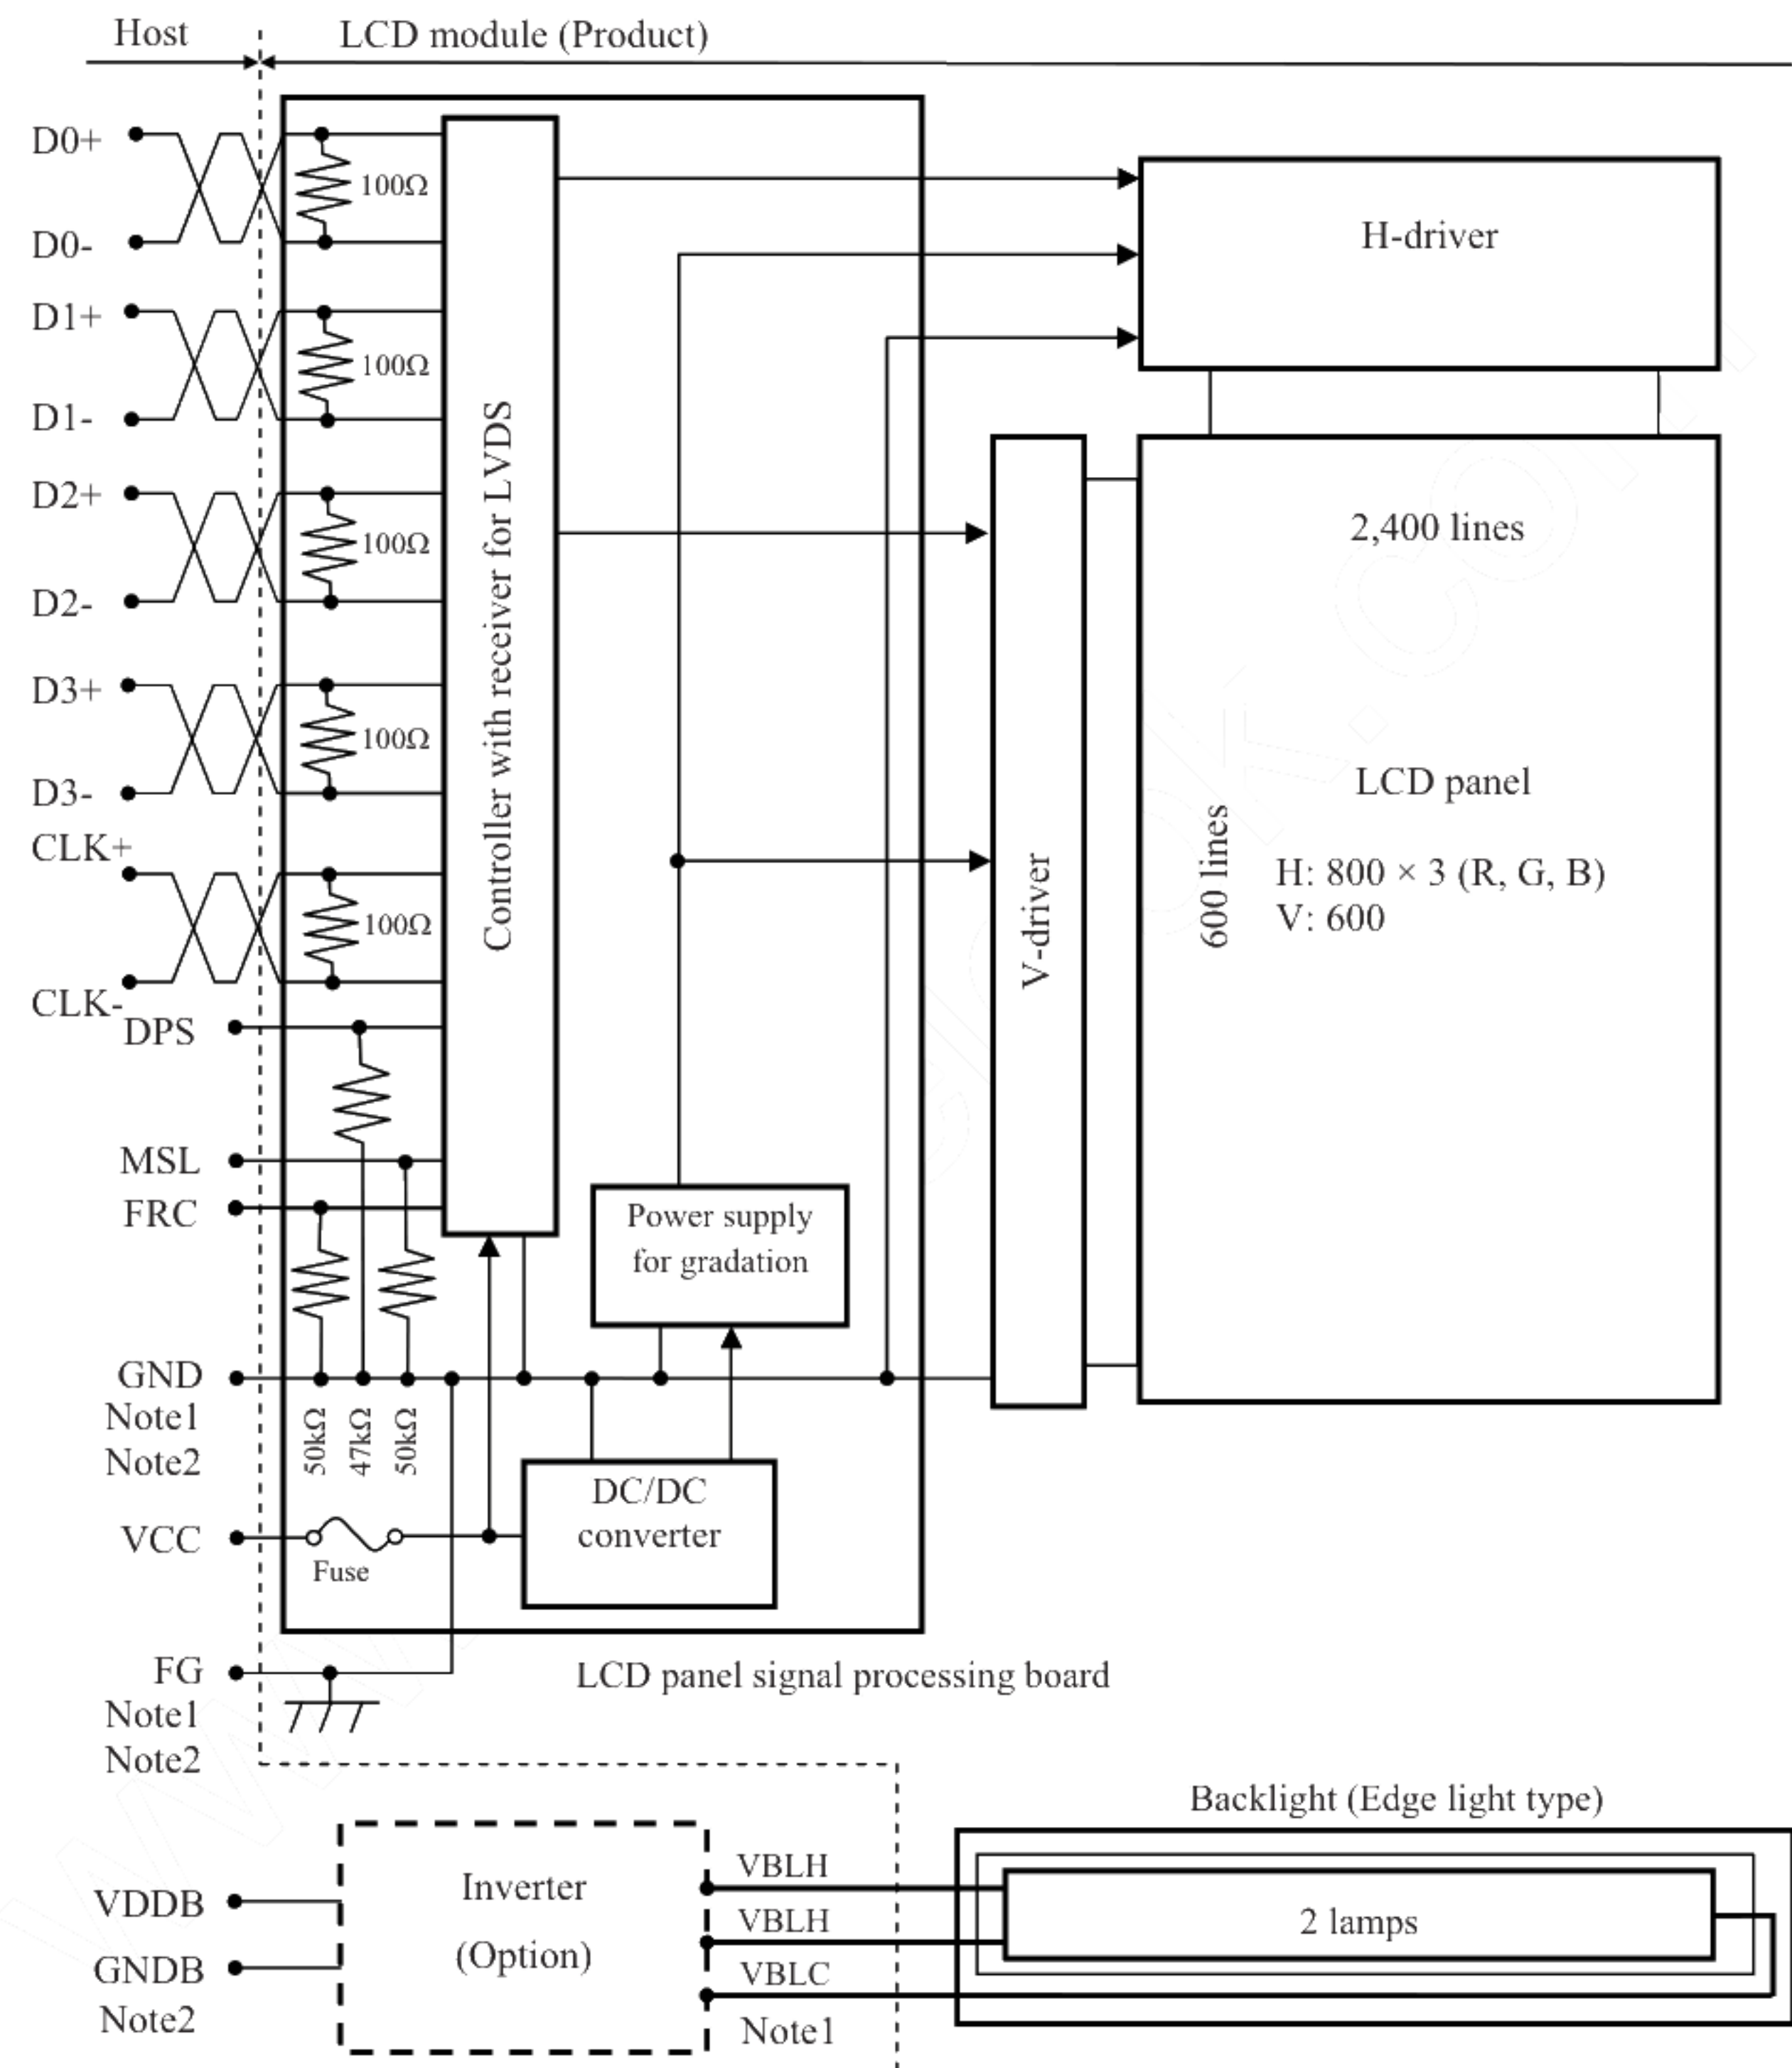 Host
LCD module (Product)
D0+
100Ω
D0-
H-driver
D1+
100Ω
D1-
D2+
100Ω
D2-
D3+
100Ω
D3-
CLK+
100Ω
CLK-
Controller with receiver for LVDS
2,400 lines
LCD panel
600 lines
H: 800 × 3 (R, G, B)
V: 600
V-driver
DPS
MSL
FRC
Power supply
for gradation
GND
Note1
Note2
50kΩ
47kΩ
50kΩ
DC/DC
converter
VCC
Fuse
FG
Note1
Note2
LCD panel signal processing board
Backlight (Edge light type)
Inverter
(Option)
VDDB
GNDB
Note2
VBLH
VBLH
VBLC
Note1
2 lamps